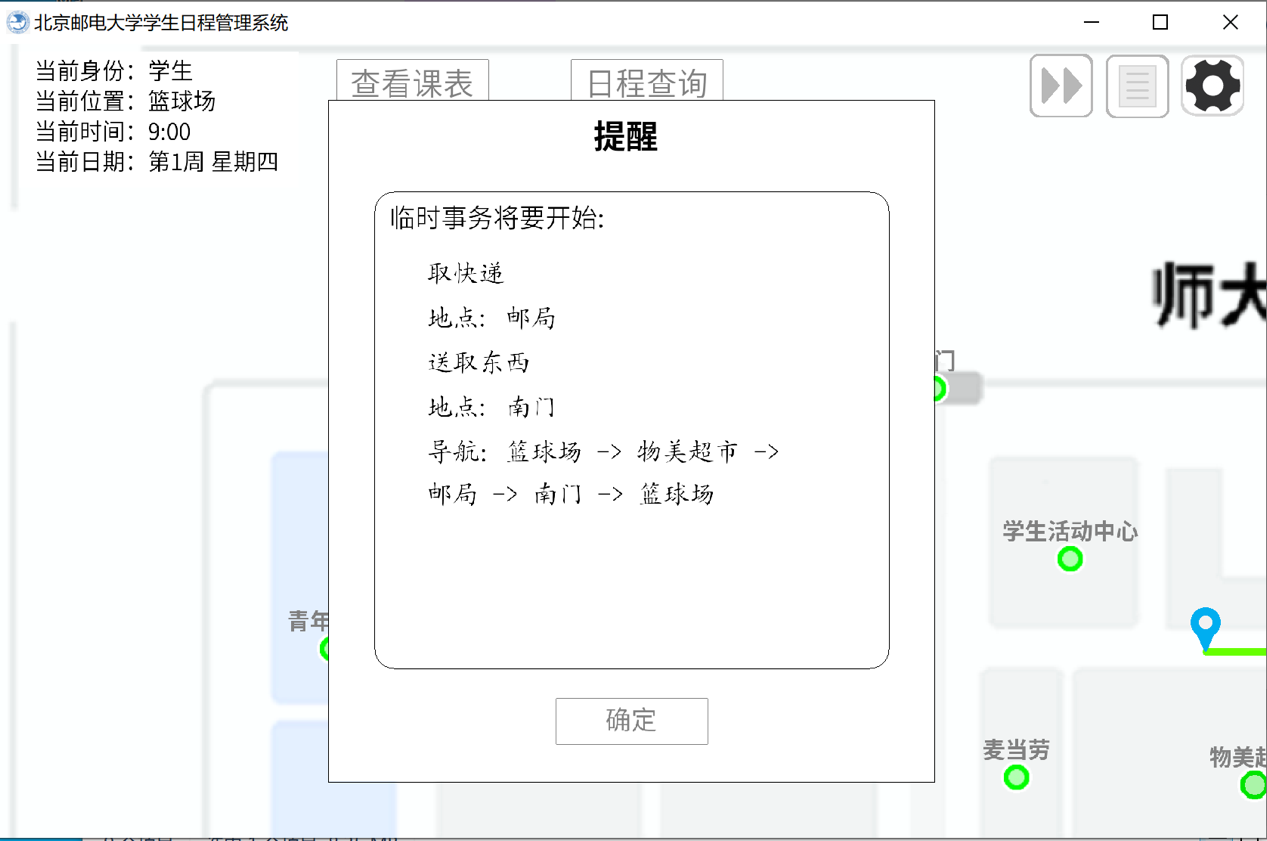 北京邮电大学学生日程管理系统
当前身份：学生
当前位置：篮球场
当前时间：9:00
当前日期：第1周 星期四
查看课表
日程查询
提醒
临时事务将要开始:
取快递
地点: 邮局
送取东西
地点: 南门
导航: 篮球场 -> 物美超市 ->
邮局 -> 南门 -> 篮球场
确定
师大
门
学生活动中心
青年
麦当劳
物美超